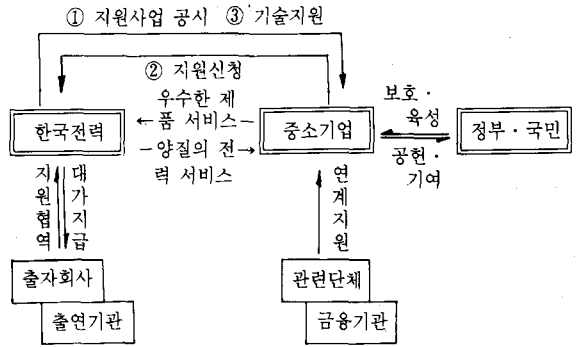 ① 지원사업 공시 ③ 기술지원
② 지원신청
우수한 제
품 서비스
양질의 전
력 서비스
한국전력
중소기업
보호·
육성
공헌·
기여
정부·국민
지원협역
대가지급
연계지원
출자회사
출연기관
관련단체
금융기관